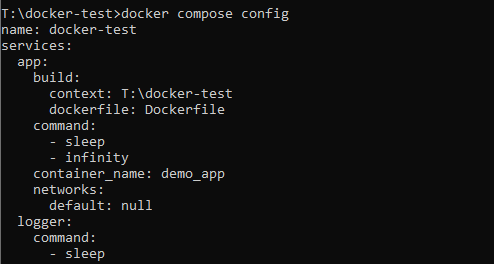 T:\docker-test>docker compose config
name: docker-test
services:
  app:
    build:
      context: T:\docker-test
      dockerfile: Dockerfile
    command:
      - sleep
      - infinity
    container_name: demo_app
    networks:
      default: null
  logger:
    command:
      - sleep